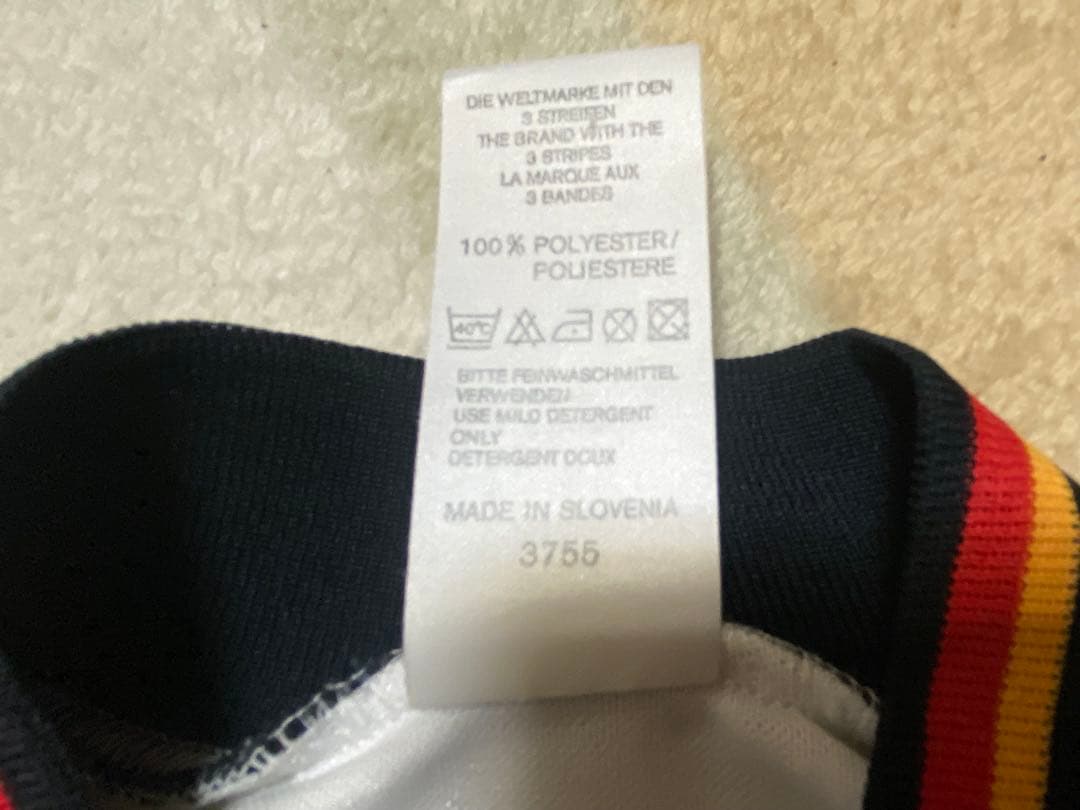 DIE WELTMARKE MIT DEN
3 STREIFEN
THE BRAND WITH THE
3 STRIPES
LA MARQUE AUX
3 BANDES
100% POLYESTER/
POLIESTERE
40°C
BITTE FEINWASCHMITTEL
VERWENDEN
USE MILD DETERGENT
ONLY
DETERGENT DOUX
MADE IN SLOVENIA
3755